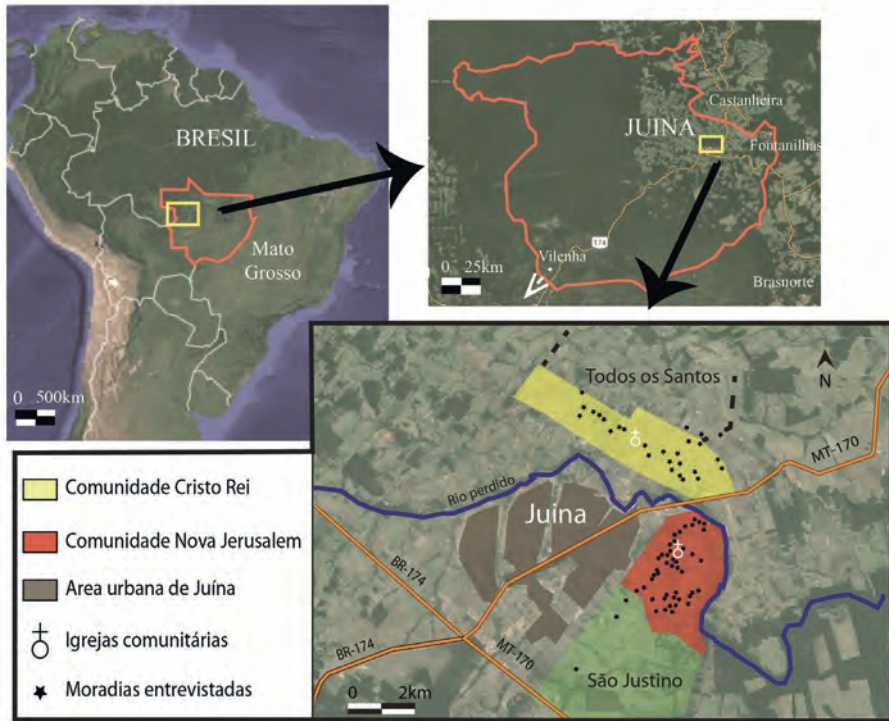 BRESIL
Mato
Grosso
0 500km
Castanheira
JUINA
Fontanilhas
174
Vilenha
0 25km
Brasnorte
Todos os Santos
N
MT-170
Rio perdido
Juina
BR-174
BR-174
MT-170
São Justino
0 2km
Comunidade Cristo Rei
Comunidade Nova Jerusalem
Area urbana de Juína
Igrejas comunitárias
Moradias entrevistadas